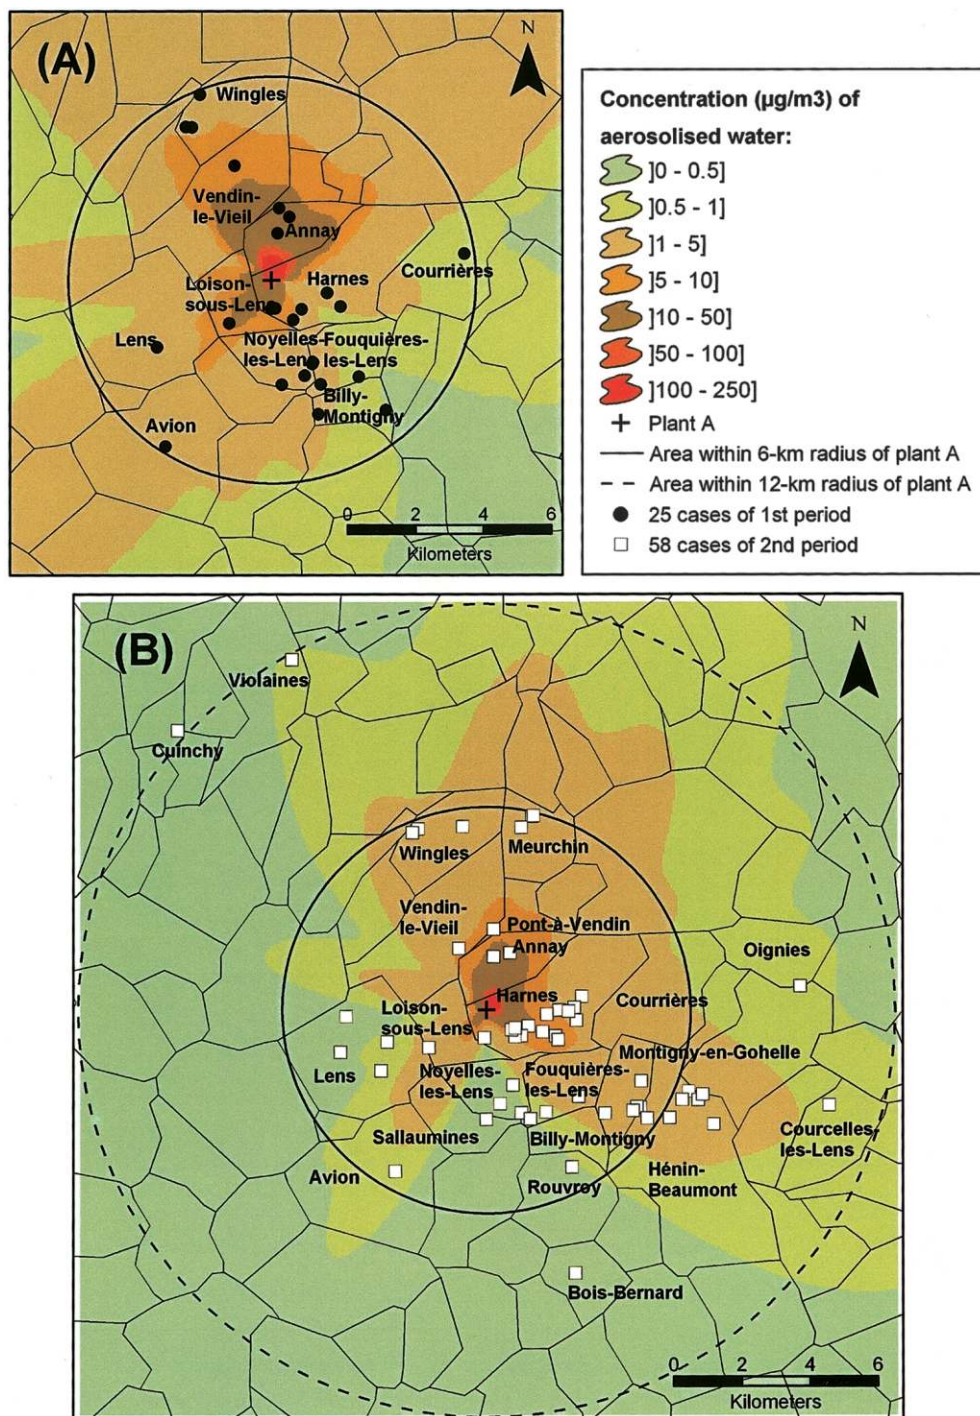 (A)
N
Wingles
Vendin-
le-Vieil
Annay
Courrières
Loison-
sous-Lens
Harnes
Lens
Noyelles-
les-Lens
Fouquières-
les-Lens
Billy-
Montigny
Avion
0 2 4 6
Kilometers
Concentration (µg/m3) of
aerosolised water:
]0 - 0.5]
]0.5 - 1]
]1 - 5]
]5 - 10]
]10 - 50]
]50 - 100]
]100 - 250]
Plant A
Area within 6-km radius of plant A
Area within 12-km radius of plant A
25 cases of 1st period
58 cases of 2nd period
(B)
N
Violaines
Cuinchy
Wingles
Meurchin
Vendin-
le-Vieil
Pont-à-Vendin
Annay
Oignies
Harnes
Courrières
Loison-
sous-Lens
Montigny-en-Gohelle
Lens
Noyelles-
les-Lens
Fouquières-
les-Lens
Sallaumines
Billy-Montigny
Courcelles-
les-Lens
Avion
Rouvroy
Hénin-
Beaumont
Bois-Bernard
0 2 4 6
Kilometers